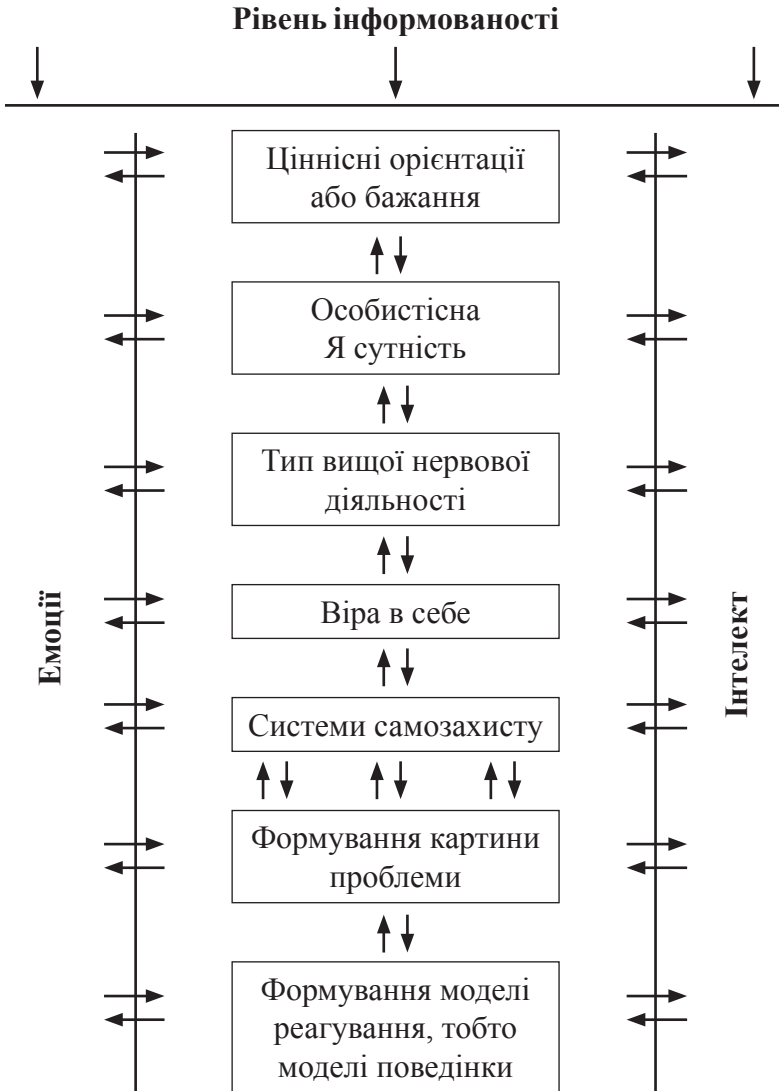 Рівень інформованості
Ціннісні орієнтації
або бажання
Особистісна
Я сутність
Тип вищої нервової
діяльності
Віра в себе
Системи самозахисту
Формування картини
проблеми
Формування моделі
реагування, тобто
моделі поведінки
Емоції
Інтелект